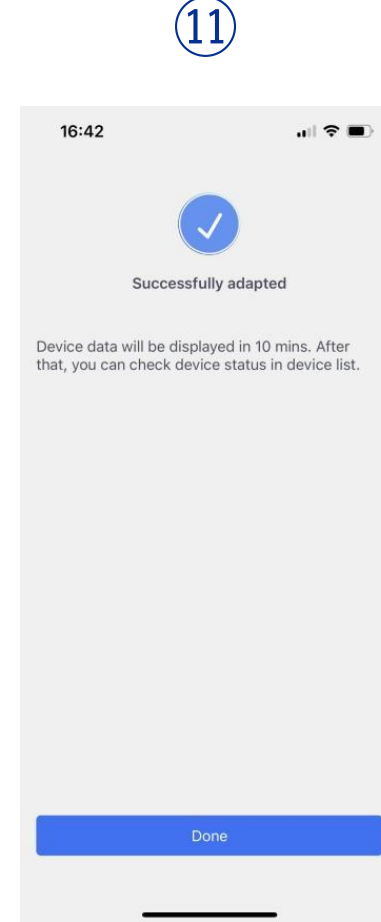 ⑪
16:42
Successfully adapted
Device data will be displayed in 10 mins. After
that, you can check device status in device list.
Done